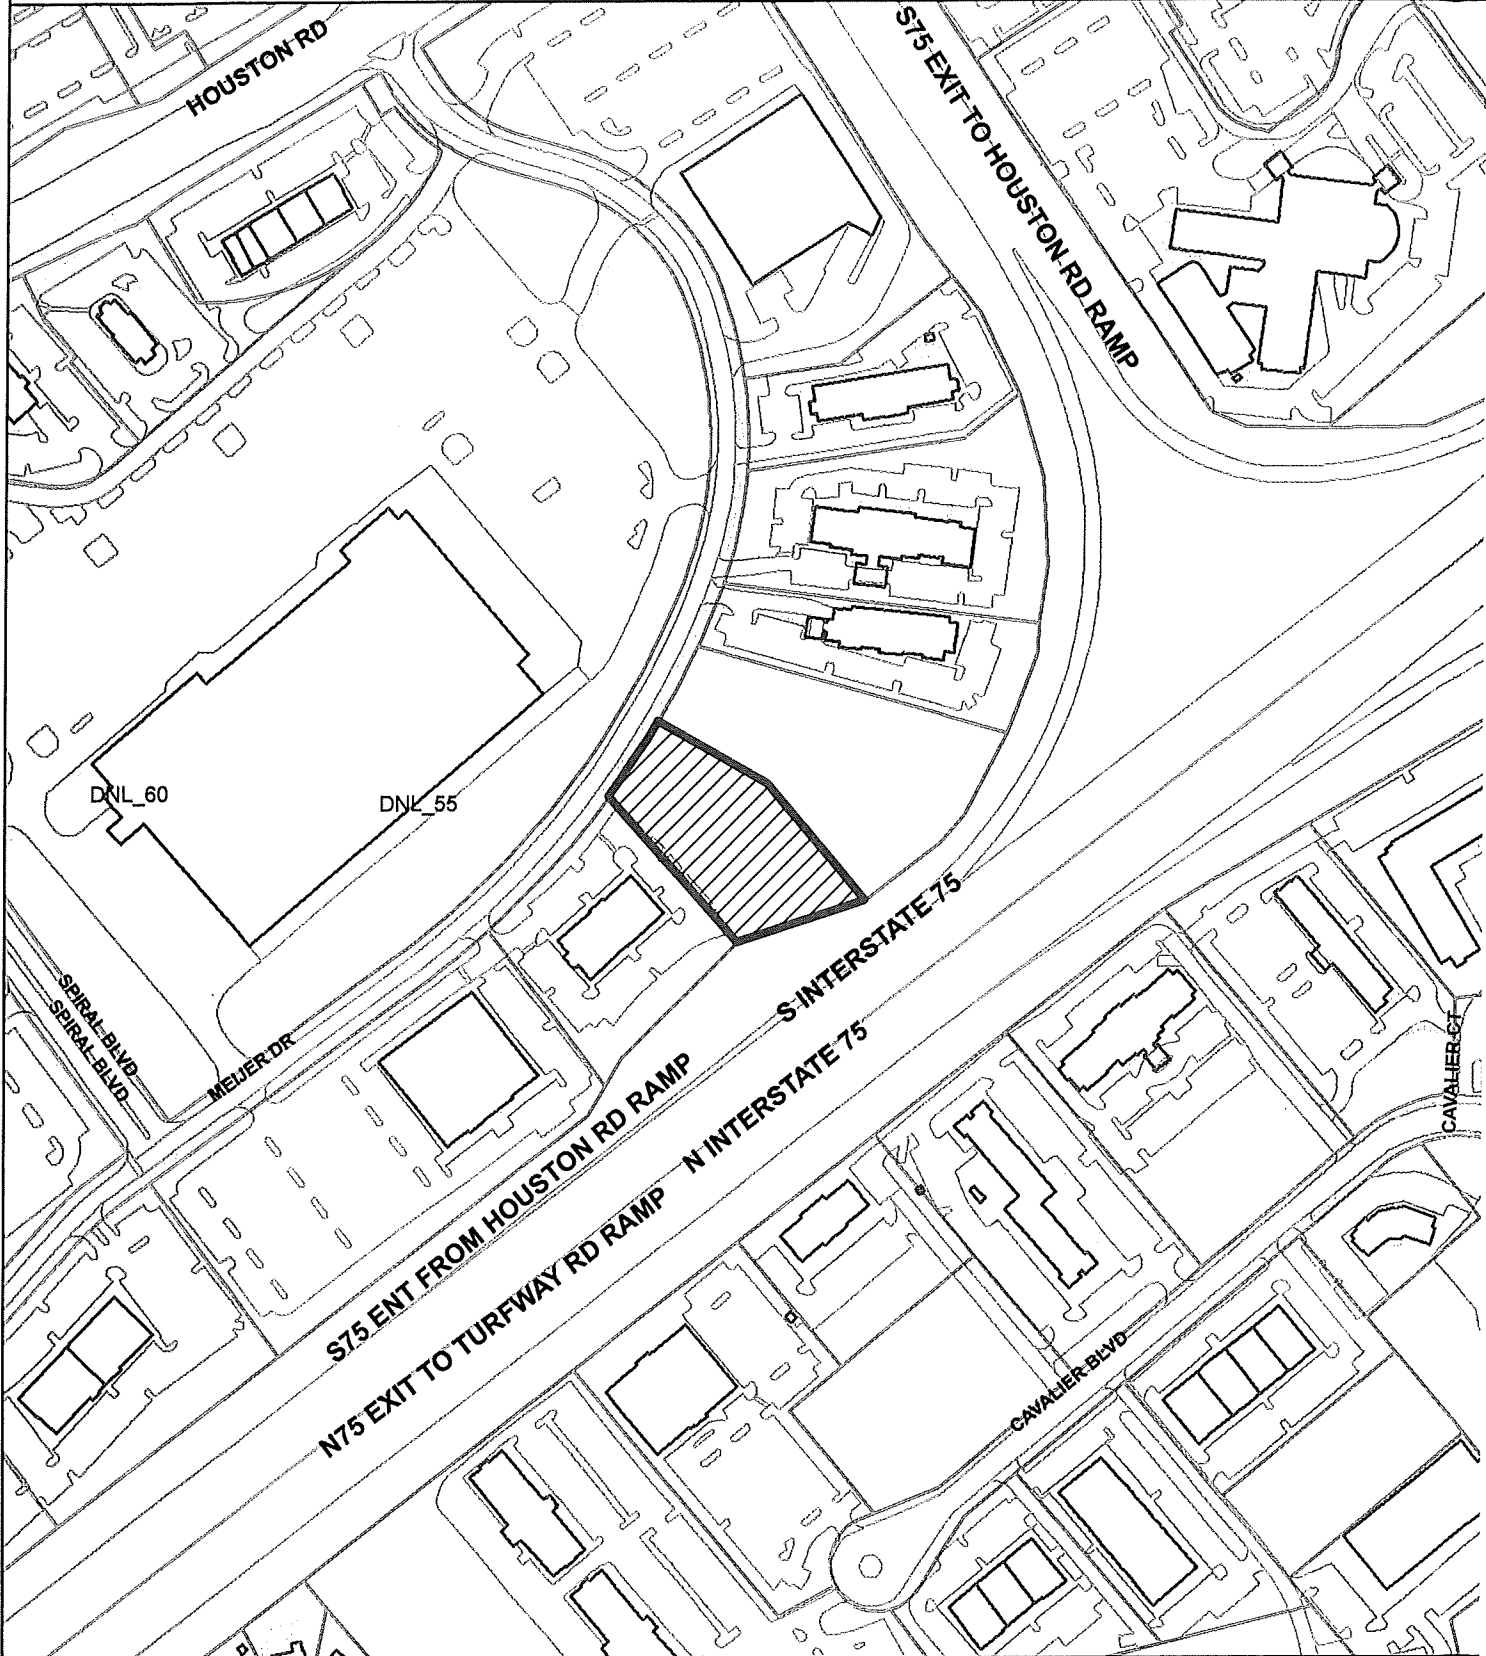 HOUSTON RD
S75 EXIT TO HOUSTON RD RAMP
DNL_60
DNL_55
SPIRAL BLVD
SPIRAL BLVD
MEIJER DR
S INTERSTATE 75
N INTERSTATE 75
S75 ENT FROM HOUSTON RD RAMP
N75 EXIT TO TURFWAY RD RAMP
CAVALIER CT
CAVALIER BLVD